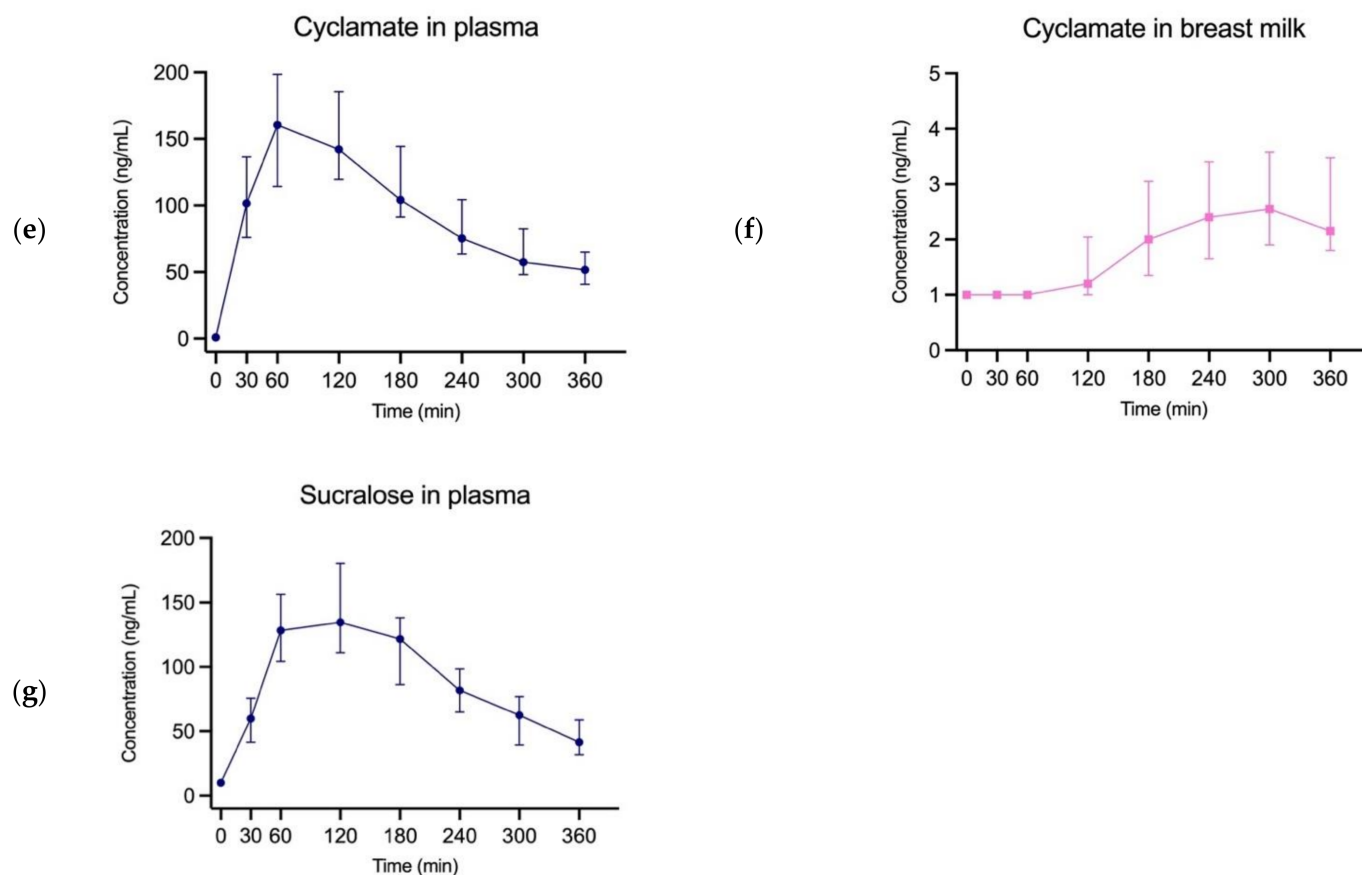 Cyclamate in plasma
(e)
Concentration (ng/mL)
200
150
100
50
0
0 30 60 120 180 240 300 360
Time (min)
Cyclamate in breast milk
(f)
Concentration (ng/mL)
5
4
3
2
1
0
0 30 60 120 180 240 300 360
Time (min)
Sucralose in plasma
(g)
Concentration (ng/mL)
200
150
100
50
0
0 30 60 120 180 240 300 360
Time (min)